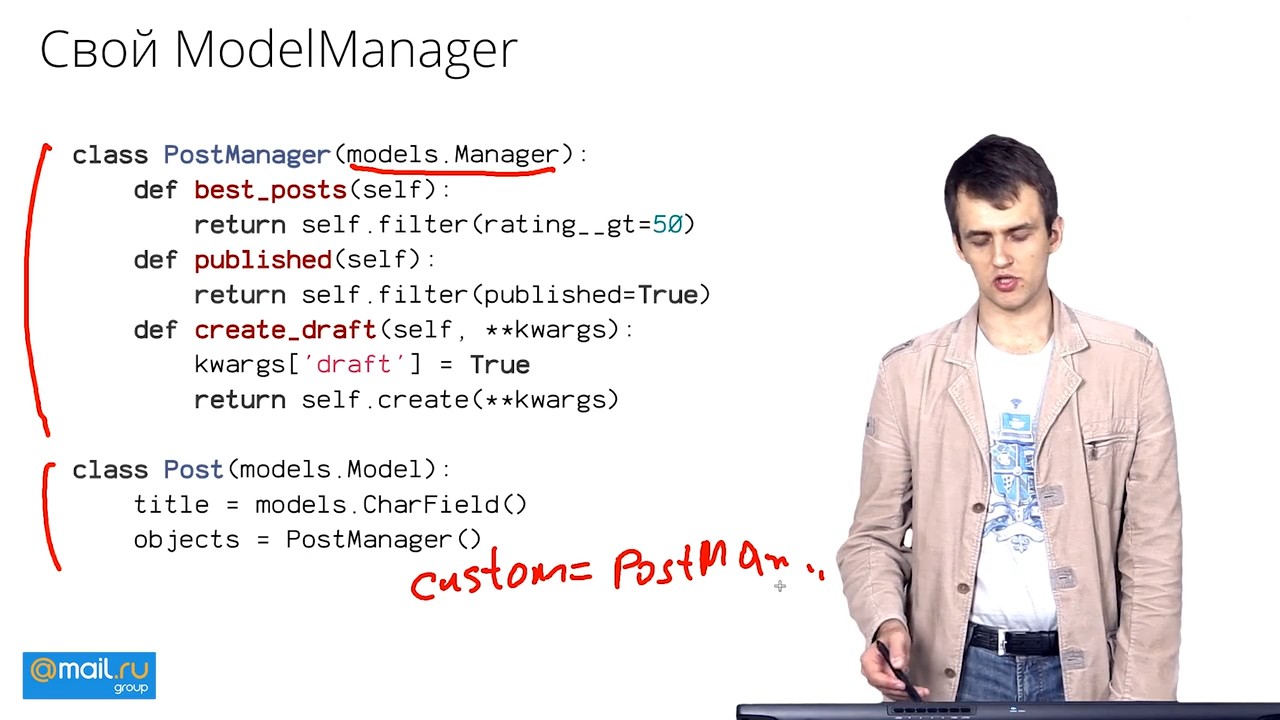 Свой ModelManager
class PostManager(models.Manager):
def best_posts(self):
return self.filter(rating__gt=50)
def published(self):
return self.filter(published=True)
def create_draft(self, **kwargs):
kwargs['draft'] = True
return self.create(**kwargs)
class Post(models.Model):
title = models.CharField()
objects = PostManager()
custom= PostMan..
@mail.ru
group